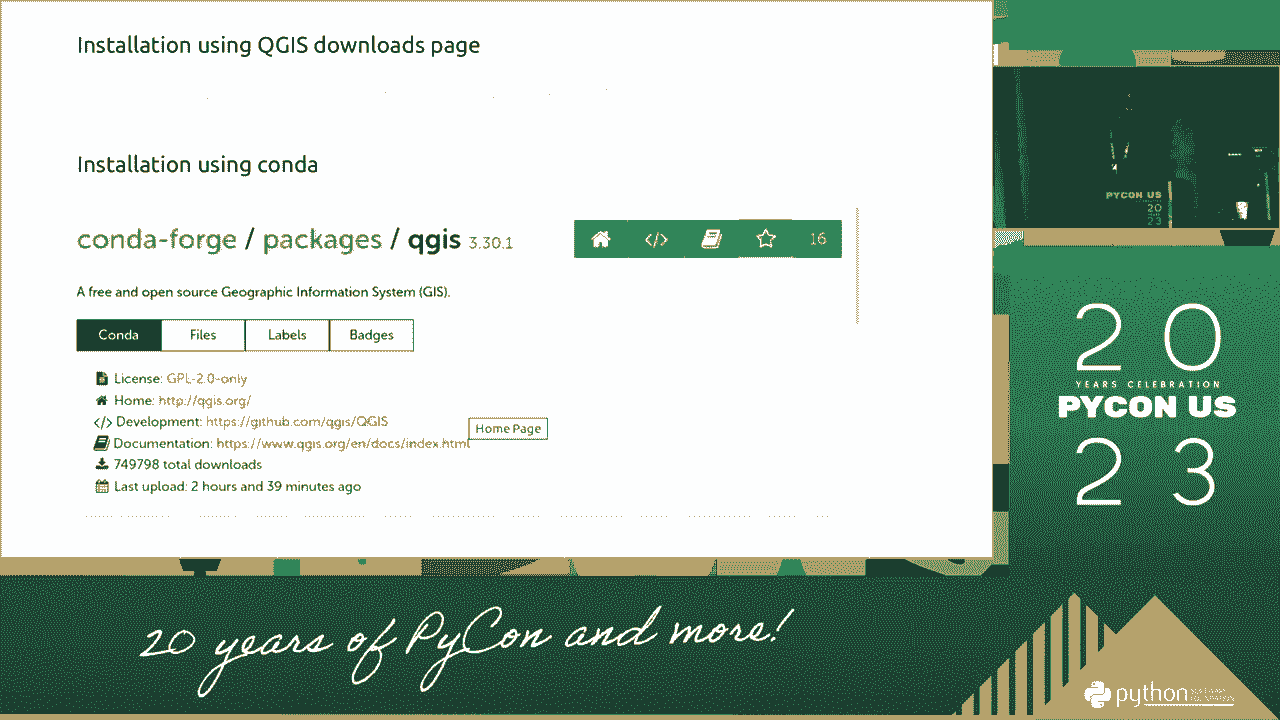 Installation using QGIS downloads page
Installation using conda
conda-forge / packages / qgis 3.30.1
16
A free and open source Geographic Information System (GIS).
Conda
Files
Labels
Badges
License: GPL-2.0-only
Home: http://qgis.org/
</> Development: https://github.com/qgis/QGIS
Home Page
Documentation: https://www.qgis.org/en/docs/index.html
749798 total downloads
Last upload: 2 hours and 39 minutes ago
PYCON US
20
23
20
YEARS CELEBRATION
PYCON US
23
20 years of PyCon and more!
python